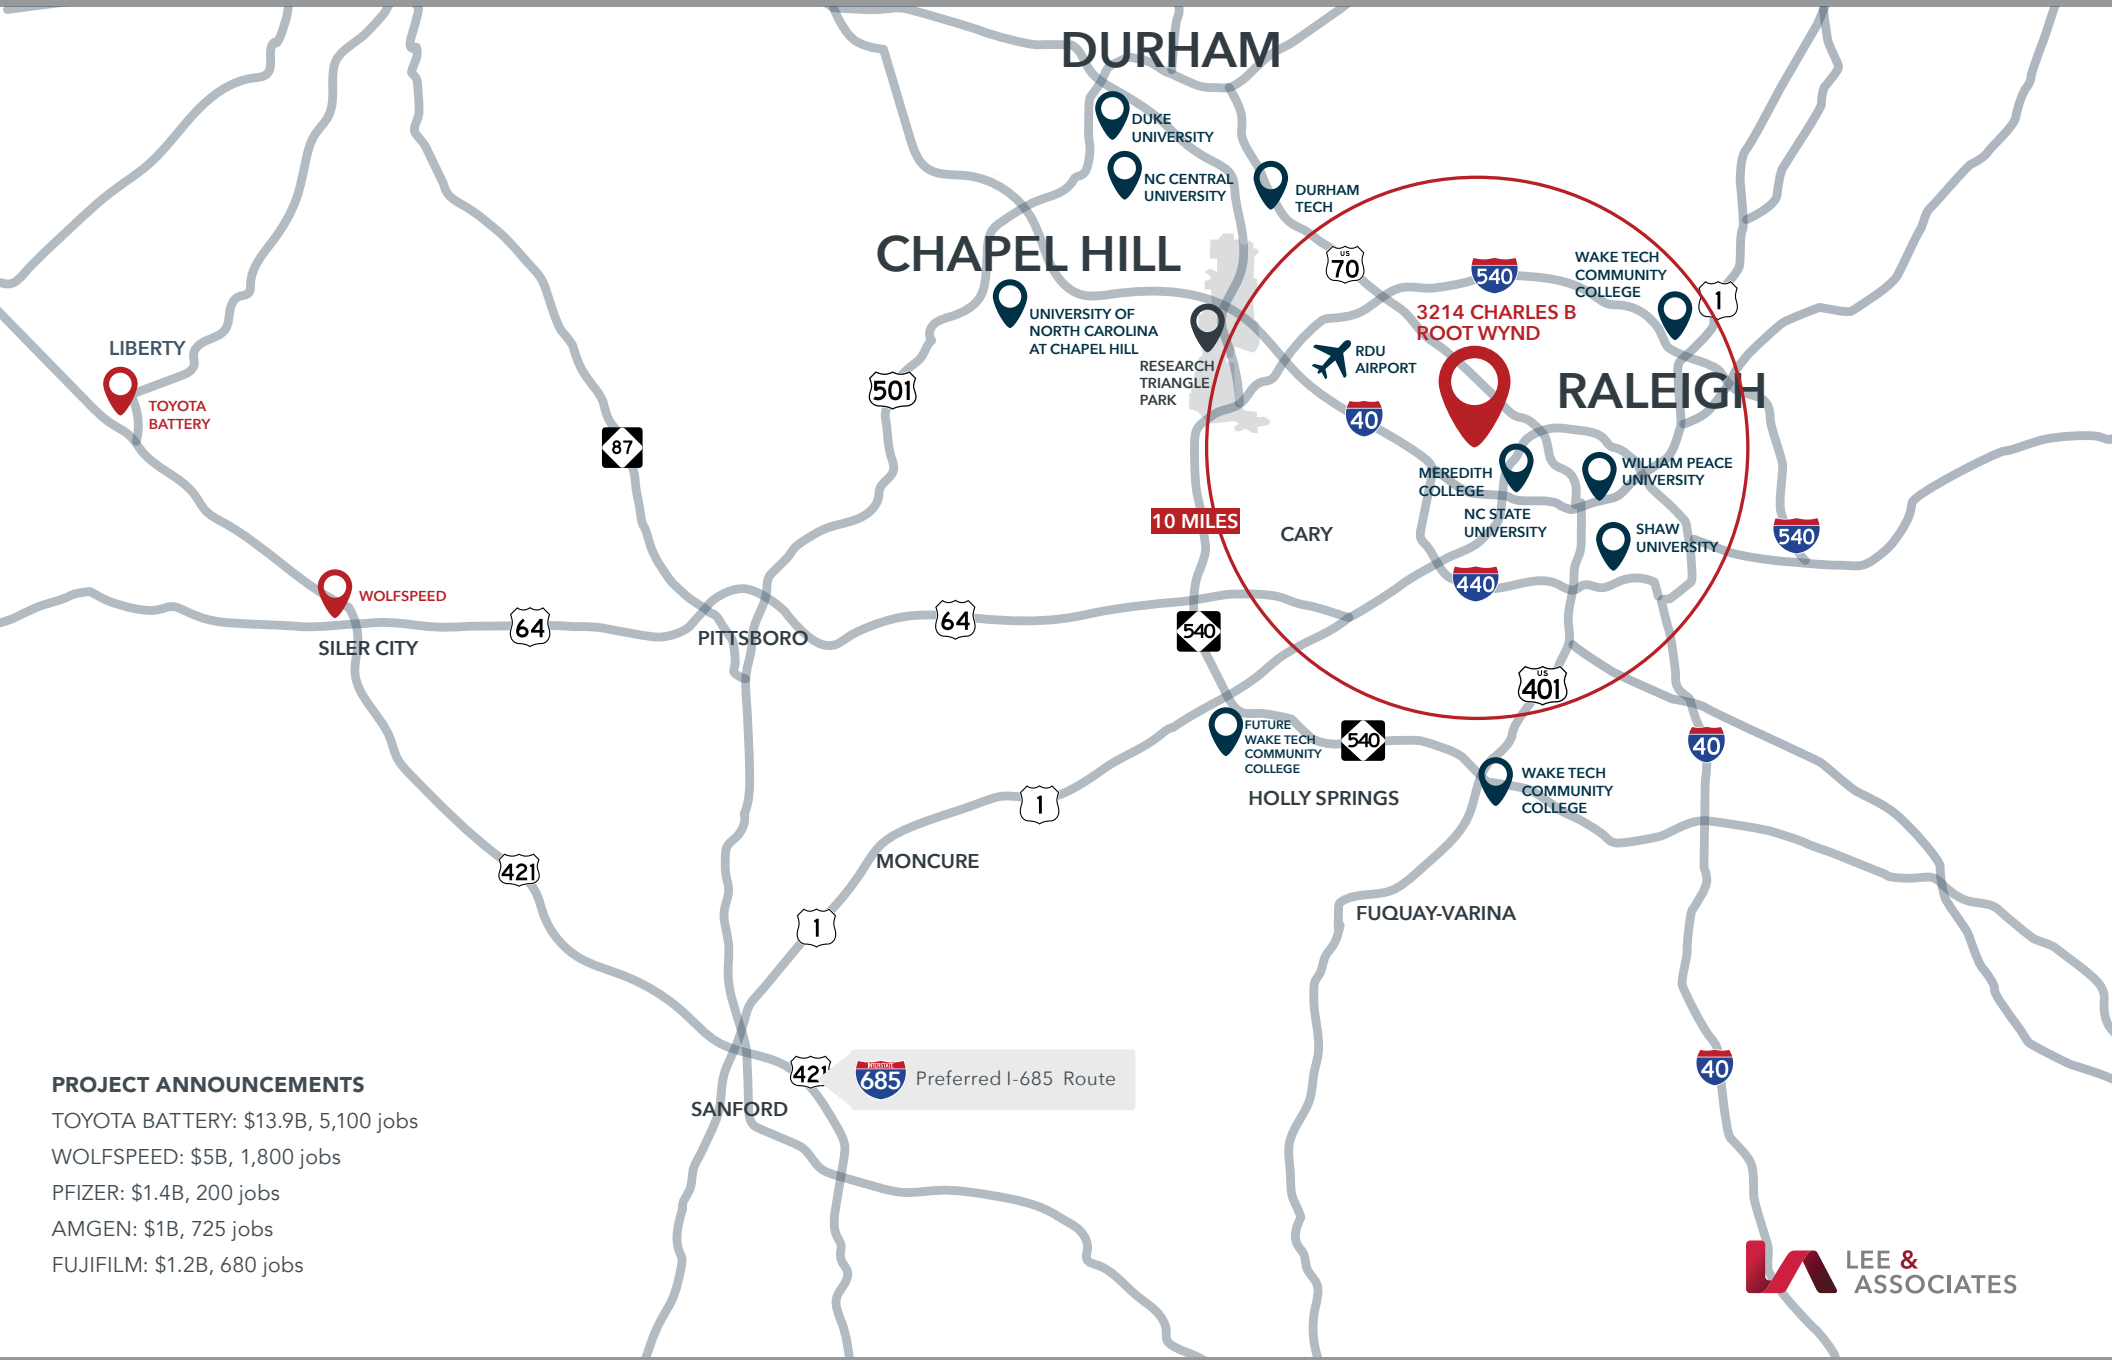 DURHAM
DUKE
UNIVERSITY
NC CENTRAL
UNIVERSITY
DURHAM
TECH
CHAPEL HILL
UNIVERSITY OF
NORTH CAROLINA
AT CHAPEL HILL
RESEARCH
TRIANGLE
PARK
US
70
540
WAKE TECH
COMMUNITY
COLLEGE
1
3214 CHARLES B
ROOT WYND
RDU
AIRPORT
RALEIGH
40
LIBERTY
TOYOTA
BATTERY
501
87
MEREDITH
COLLEGE
WILLIAM PEACE
UNIVERSITY
NC STATE
UNIVERSITY
SHAW
UNIVERSITY
540
10 MILES
CARY
440
WOLFSPEED
SILER CITY
64
PITTSBORO
64
540
US
401
FUTURE
WAKE TECH
COMMUNITY
COLLEGE
540
40
HOLLY SPRINGS
WAKE TECH
COMMUNITY
COLLEGE
1
MONCURE
421
1
FUQUAY-VARINA
421
INTERSTATE
685
Preferred I-685 Route
SANFORD
40
PROJECT ANNOUNCEMENTS
TOYOTA BATTERY: $13.9B, 5,100 jobs
WOLFSPEED: $5B, 1,800 jobs
PFIZER: $1.4B, 200 jobs
AMGEN: $1B, 725 jobs
FUJIFILM: $1.2B, 680 jobs
LEE &
ASSOCIATES